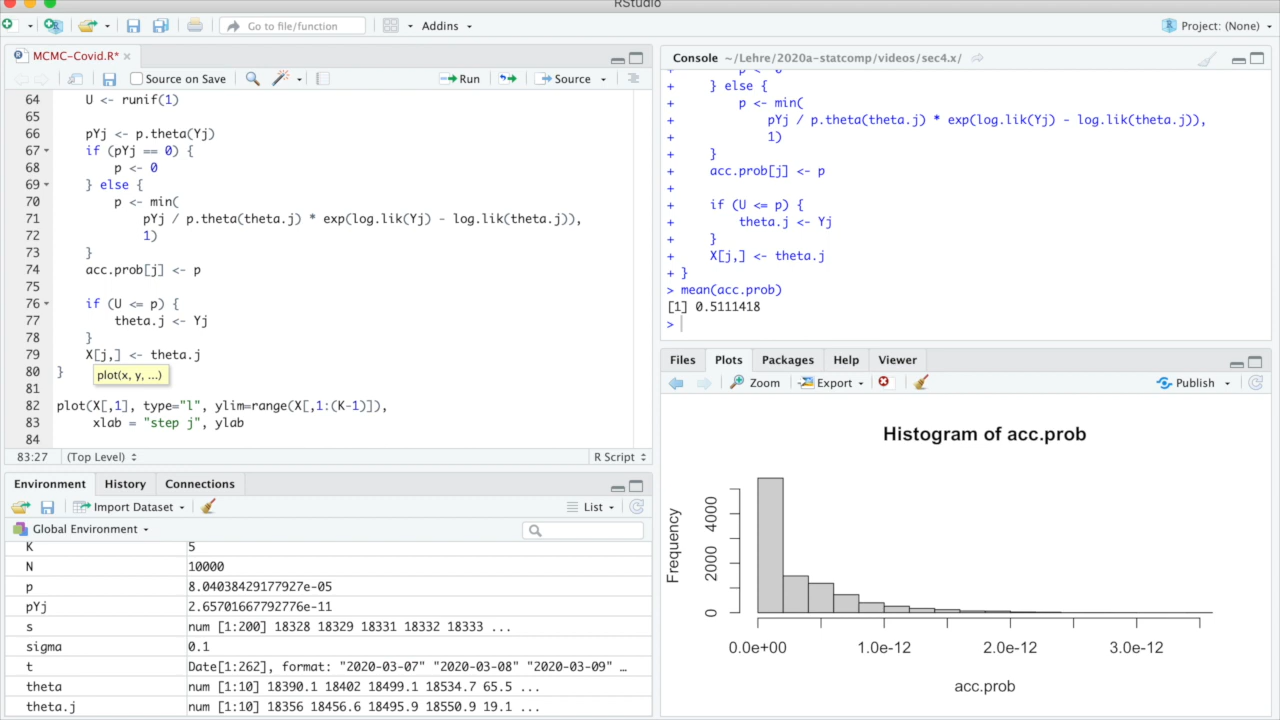 RStudio
Go to file/function
Addins
Project: (None)
MCMC-Covid.R*
Source on Save
Run
Source
64 U <- runif(1)
65
66 pYj <- p.theta(Yj)
67 if (pYj == 0) {
68 p <- 0
69 } else {
70 p <- min(
71 pYj / p.theta(theta.j) * exp(log.lik(Yj) - log.lik(theta.j)),
72 1)
73 }
74 acc.prob[j] <- p
75
76 if (U <= p) {
77 theta.j <- Yj
78 }
79 X[j,] <- theta.j
80 }
plot(x, y, ...)
81
82 plot(X[,1], type="l", ylim=range(X[,1:(K-1)]),
83 xlab = "step j", ylab
84
83:27 (Top Level) R Script
Environment History Connections
Import Dataset List
Global Environment
K 5
N 10000
p 8.04038429177927e-05
pYj 2.65701667792776e-11
s num [1:200] 18328 18329 18331 18332 18333 ...
sigma 0.1
t Date[1:262], format: "2020-03-07" "2020-03-08" "2020-03-09" …
theta num [1:10] 18390.1 18402 18499.1 18534.7 65.5 ...
theta.j num [1:10] 18356 18456.6 18495.9 18550.9 19.1 ...
Console ~/Lehre/2020a-statcomp/videos/sec4.x/
+ p <- 0
+ } else {
+ p <- min(
+ pYj / p.theta(theta.j) * exp(log.lik(Yj) - log.lik(theta.j)),
+ 1)
+ }
+ acc.prob[j] <- p
+
+ if (U <= p) {
+ theta.j <- Yj
+ }
+ X[j,] <- theta.j
+ }
> mean(acc.prob)
[1] 0.5111418
>
Files Plots Packages Help Viewer
Zoom Export Publish
Histogram of acc.prob
Frequency
4000
2000
0
0.0e+00 1.0e-12 2.0e-12 3.0e-12
acc.prob